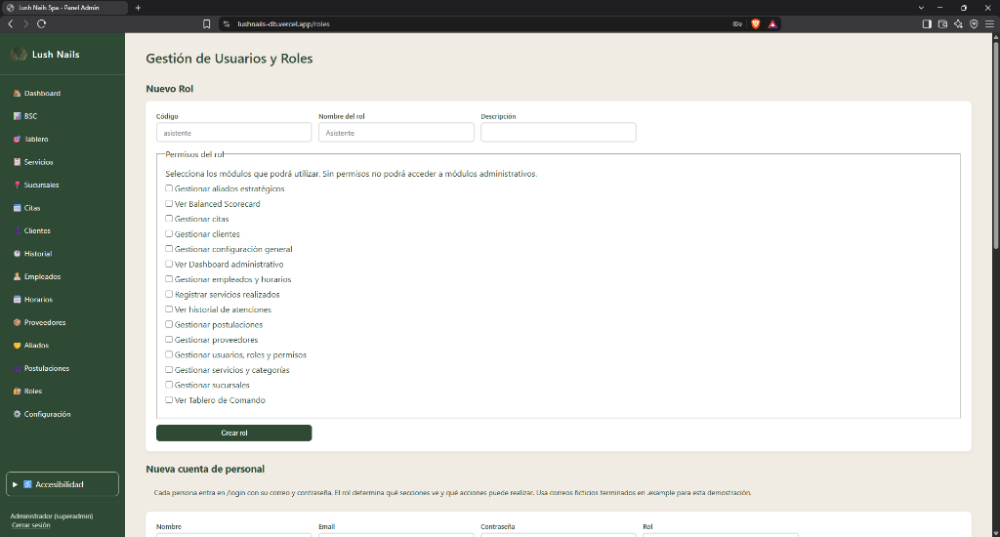 Lush Nails Spa - Panel Admin
lushnails-db.vercel.app/roles
Lush Nails
Dashboard
BSC
Tablero
Servicios
Sucursales
Citas
Clientes
Historial
Empleados
Horarios
Proveedores
Aliados
Postulaciones
Roles
Configuración
Accesibilidad
Administrador (superadmin)
Cerrar sesión
Gestión de Usuarios y Roles
Nuevo Rol
Código
Nombre del rol
Descripción
asistente
Asistente
Permisos del rol
Selecciona los módulos que podrá utilizar. Sin permisos no podrá acceder a módulos administrativos.
Gestionar aliados estratégicos
Ver Balanced Scorecard
Gestionar citas
Gestionar clientes
Gestionar configuración general
Ver Dashboard administrativo
Gestionar empleados y horarios
Registrar servicios realizados
Ver historial de atenciones
Gestionar postulaciones
Gestionar proveedores
Gestionar usuarios, roles y permisos
Gestionar servicios y categorías
Gestionar sucursales
Ver Tablero de Comando
Crear rol
Nueva cuenta de personal
Cada persona entra en /login con su correo y contraseña. El rol determina qué secciones ve y qué acciones puede realizar. Usa correos ficticios terminados en .example para esta demostración.
Nombre
Email
Contraseña
Rol